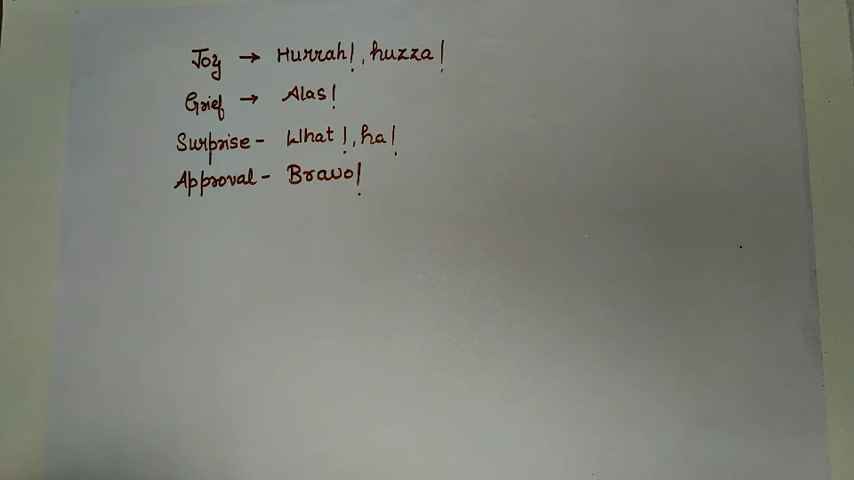 Joy → Hurrah!, huzza!
Grief → Alas!
Surprise - What!, ha!
Approval - Bravo!